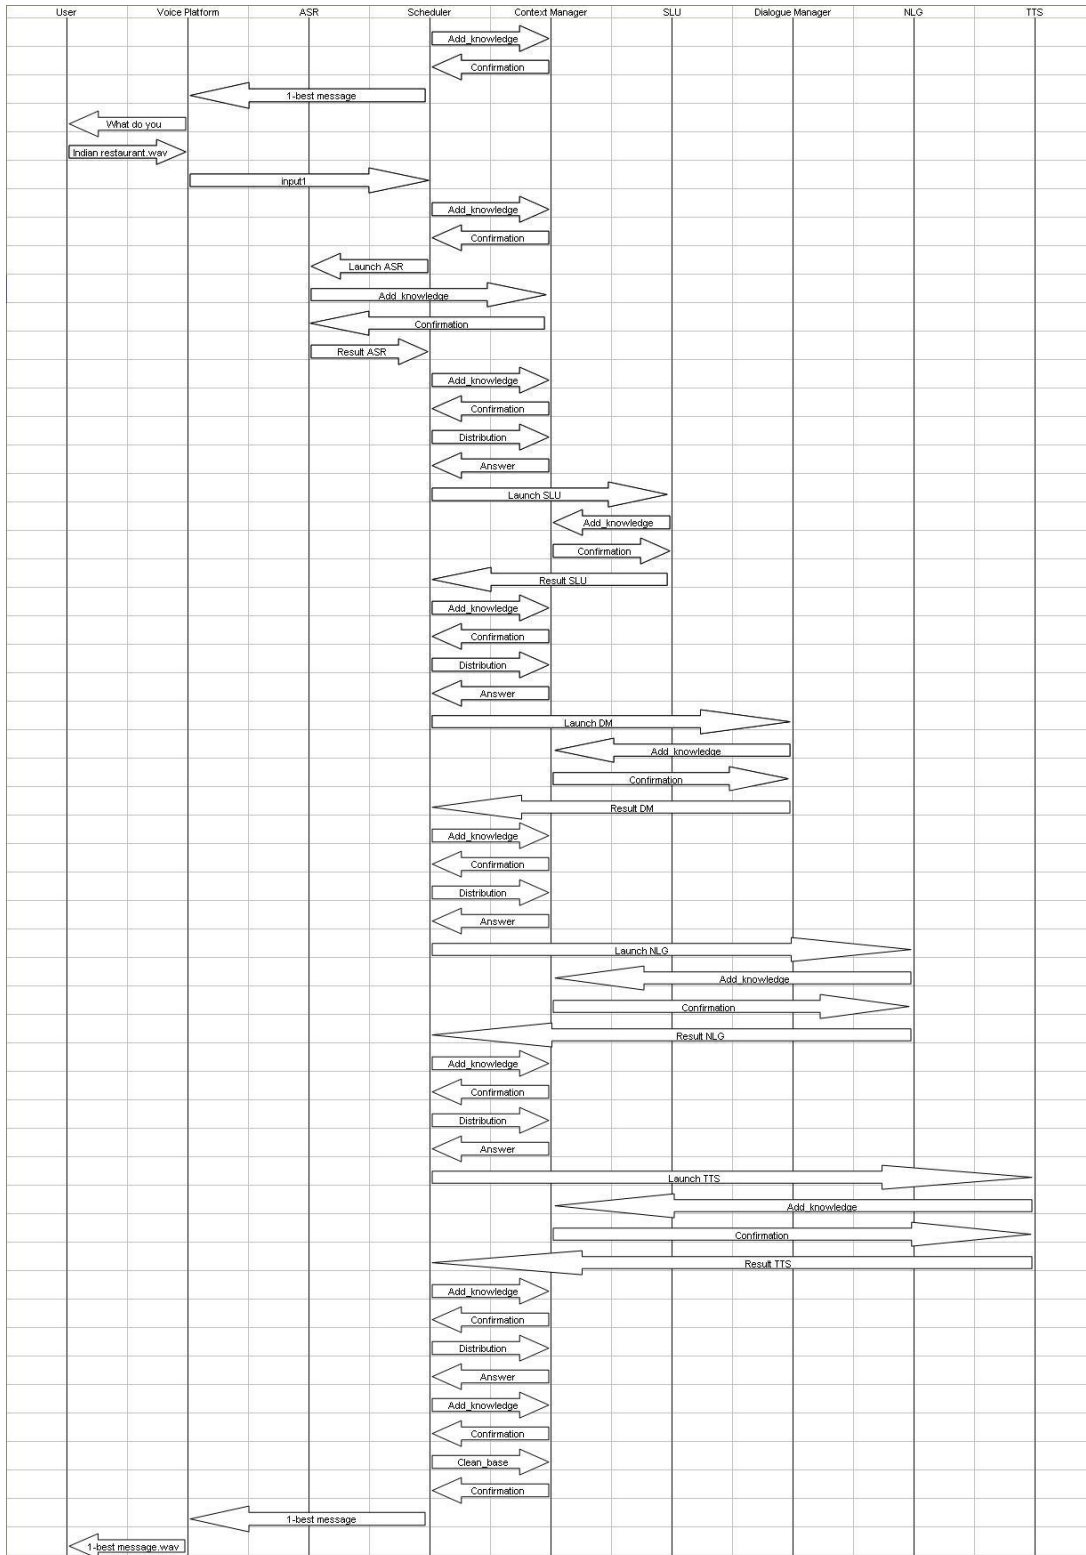 User Voice Platform ASR Scheduler Context Manager SLU Dialogue Manager NLG TTS
Add_knowledge
Confirmation
1-best message
What do you
Indian restaurant.wav
input1
Add_knowledge
Confirmation
Launch ASR
Add_knowledge
Confirmation
Result ASR
Add_knowledge
Confirmation
Distribution
Answer
Launch SLU
Add_knowledge
Confirmation
Result SLU
Add_knowledge
Confirmation
Distribution
Answer
Launch DM
Add_knowledge
Confirmation
Result DM
Add_knowledge
Confirmation
Distribution
Answer
Launch NLG
Add_knowledge
Confirmation
Result NLG
Add_knowledge
Confirmation
Distribution
Answer
Launch TTS
Add_knowledge
Confirmation
Result TTS
Add_knowledge
Confirmation
Distribution
Answer
Add_knowledge
Confirmation
Clean_base
Confirmation
1-best message
1-best message.wav